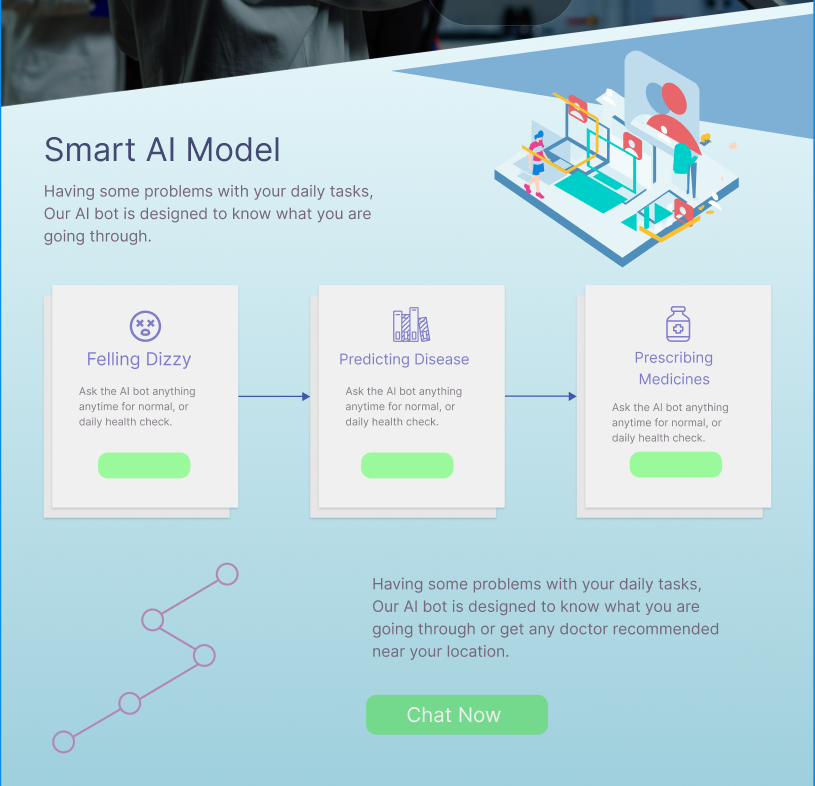 Smart AI Model
Having some problems with your daily tasks,
Our AI bot is designed to know what you are
going through.
Felling Dizzy
Ask the AI bot anything
anytime for normal, or
daily health check.
Predicting Disease
Ask the AI bot anything
anytime for normal, or
daily health check.
Prescribing
Medicines
Ask the AI bot anything
anytime for normal, or
daily health check.
Having some problems with your daily tasks,
Our AI bot is designed to know what you are
going through or get any doctor recommended
near your location.
Chat Now